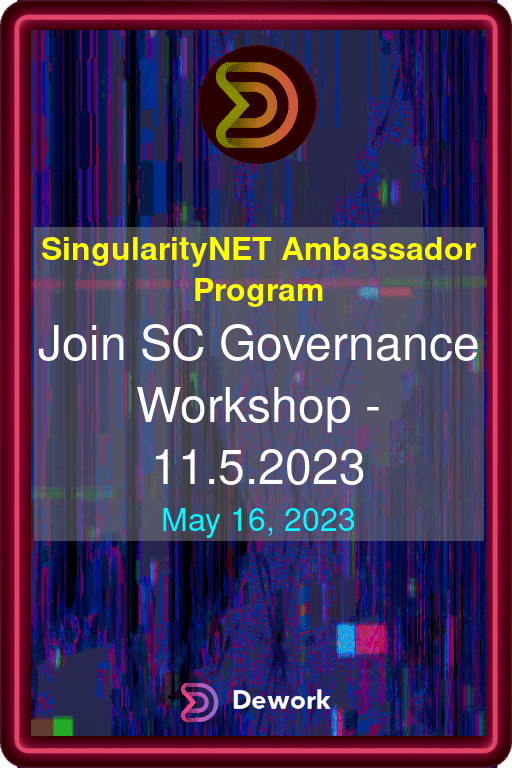 SingularityNET Ambassador
Program
Join SC Governance
Workshop -
11.5.2023
May 16, 2023
Dework